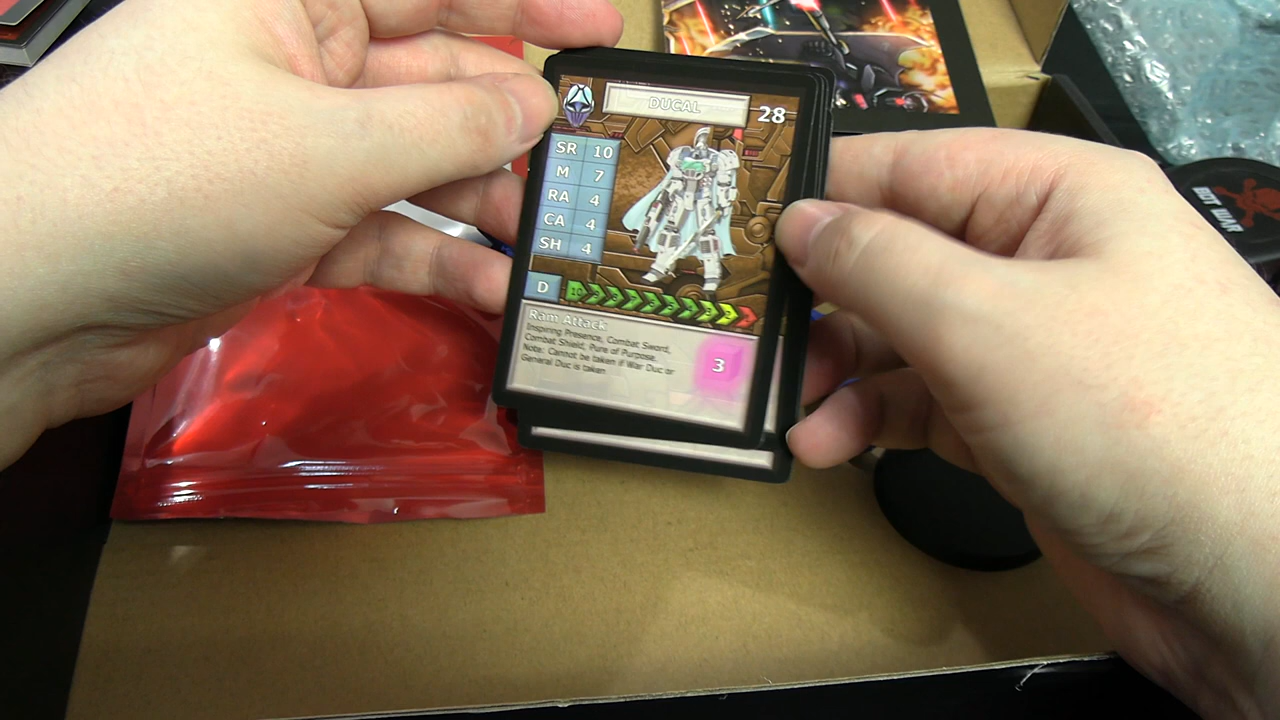 DUCAL
28
SR 10
M 7
RA 4
CA 4
SH 4
D 10
Ram Attack
Inspiring Presence, Combat Sword,
Combat Shield, Pure of Purpose.
Note: Cannot be taken if War Duc or
General Duc is taken
3
WAR